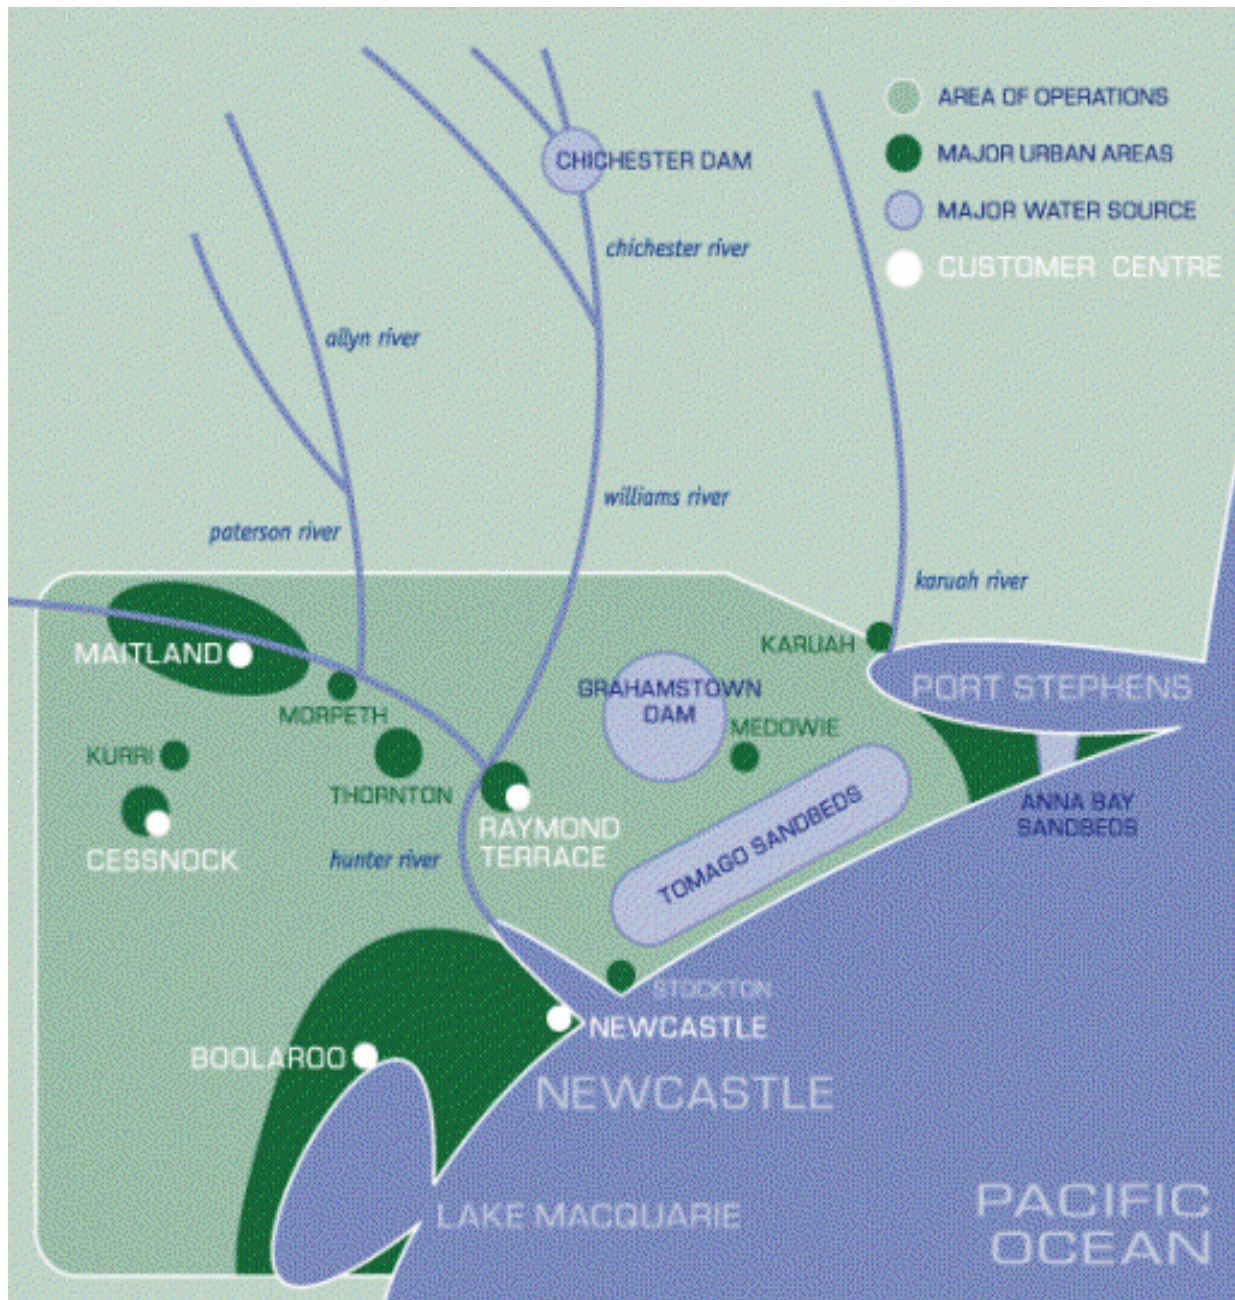 AREA OF OPERATIONS
MAJOR URBAN AREAS
MAJOR WATER SOURCE
CUSTOMER CENTRE
CHICHESTER DAM
chichester river
allyn river
williams river
paterson river
karuah river
KARUAH
MAITLAND
PORT STEPHENS
GRAHAMSTOWN
DAM
MORPETH
MEDOWIE
KURRI
THORNTON
ANNA BAY
SANDBEDS
RAYMOND
TERRACE
TOMAGO SANDBEDS
CESSNOCK
hunter river
STOCKTON
NEWCASTLE
BOOLAROO
NEWCASTLE
LAKE MACQUARIE
PACIFIC
OCEAN